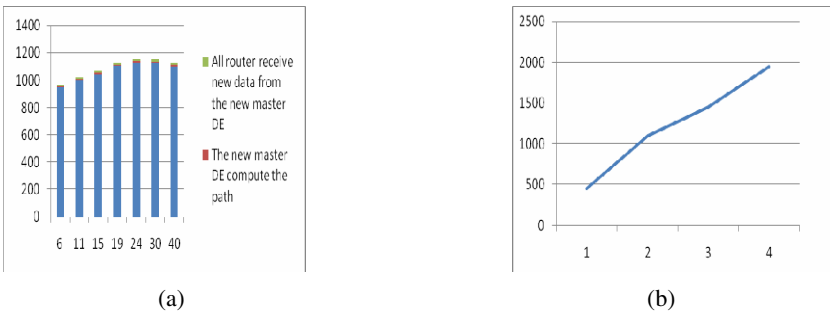 1400
1200
1000
800
600
400
200
0
6 11 15 19 24 30 40
All router receive
new data from
the new master
DE
The new master
DE compute the
path
(a)
2500
2000
1500
1000
500
0
1 2 3 4
(b)